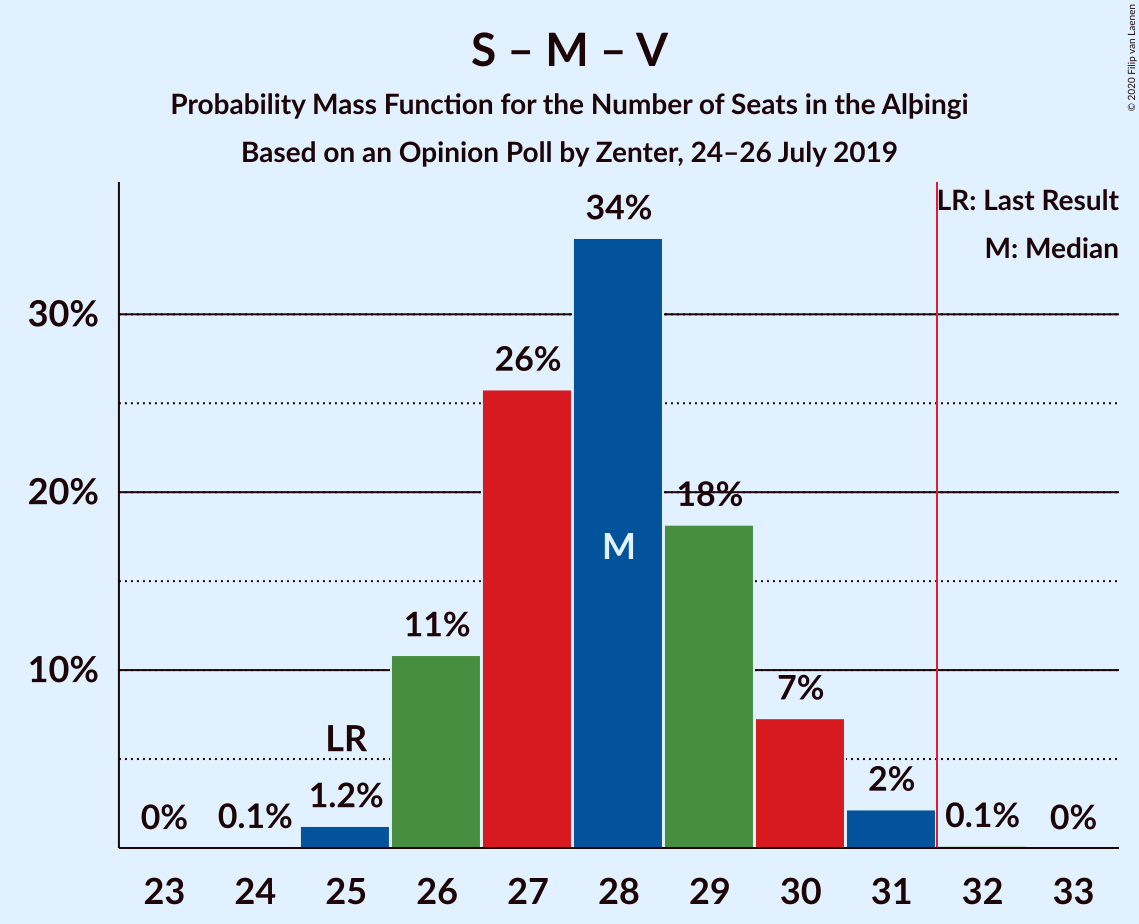 S – M – V
Probability Mass Function for the Number of Seats in the Alþingi
Based on an Opinion Poll by Zenter, 24–26 July 2019
© 2020 Filip van Laenen
LR: Last Result
M: Median
34%
30%
26%
20%
18%
M
11%
10%
7%
LR
2%
1.2%
0%
0.1%
0.1%
0%
23 24 25 26 27 28 29 30 31 32 33